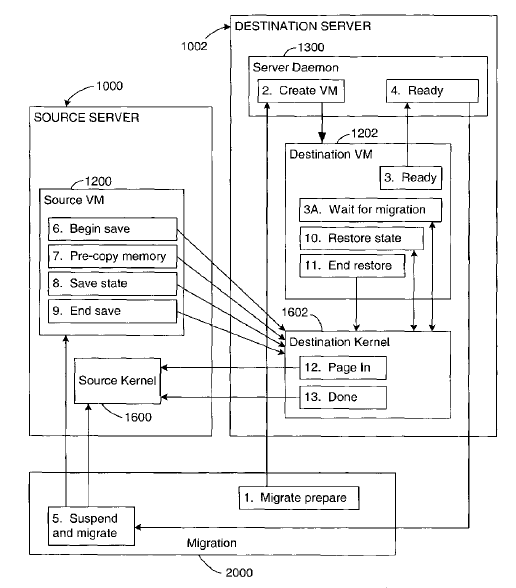 DESTINATION SERVER
1002
1300
Server Daemon
2. Create VM
4. Ready
1000
SOURCE SERVER
1202
Destination VM
3. Ready
1200
Source VM
3A. Wait for migration
6. Begin save
10. Restore state
7. Pre-copy memory
11. End restore
8. Save state
9. End save
1602
Destination Kernel
12. Page In
Source Kernel
13. Done
1600
1. Migrate prepare
5. Suspend
and migrate
Migration
2000